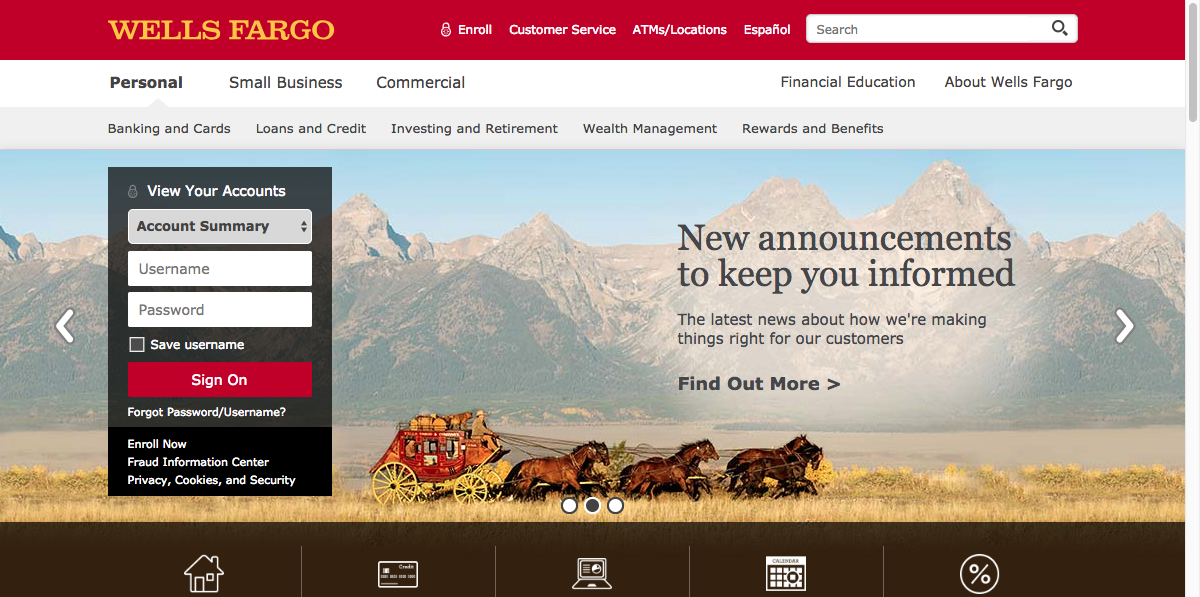 WELLS FARGO
Enroll Customer Service ATMs/Locations Español Search
Personal Small Business Commercial Financial Education About Wells Fargo
Banking and Cards Loans and Credit Investing and Retirement Wealth Management Rewards and Benefits
View Your Accounts
Account Summary
Username
Password
Save username
Sign On
Forgot Password/Username?
Enroll Now
Fraud Information Center
Privacy, Cookies, and Security
New announcements
to keep you informed
The latest news about how we're making
things right for our customers
Find Out More >
Credit
CALENDAR
%